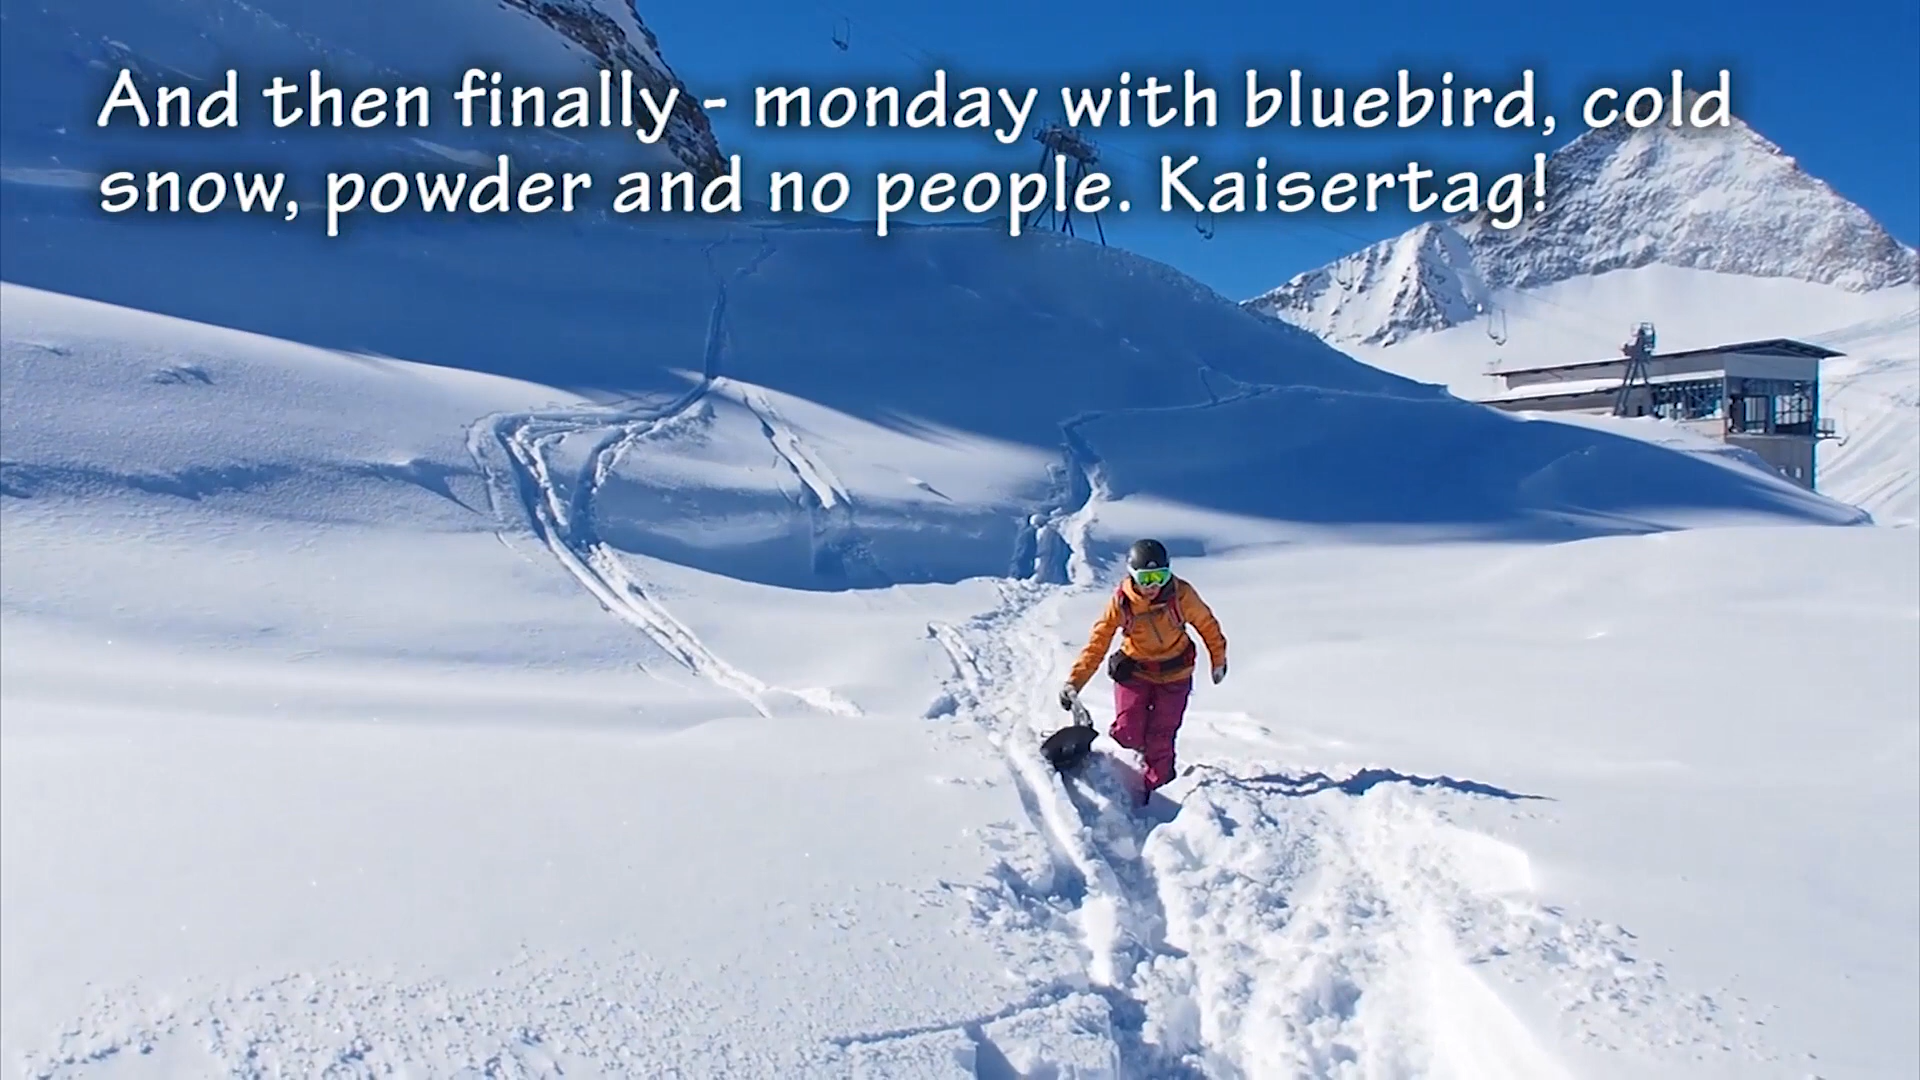 And then finally - monday with bluebird, cold
snow, powder and no people. Kaisertag!